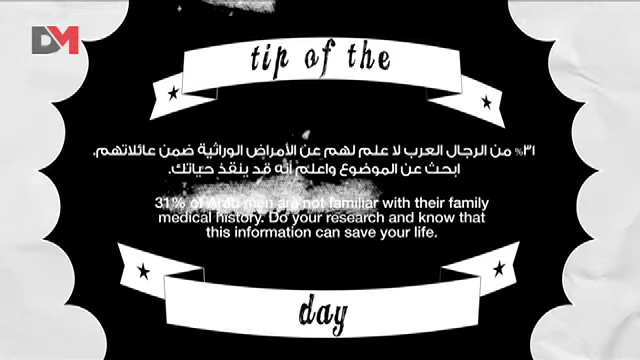 DM
tip of the
٣١% من الرجال العرب لا علم لهم عن الأمراض الوراثية ضمن عائلاتهم.
ابحث عن الموضوع واعلم أنه قد ينقذ حياتك.
31% of Arab men are not familiar with their family
medical history. Do your research and know that
this information can save your life.
day